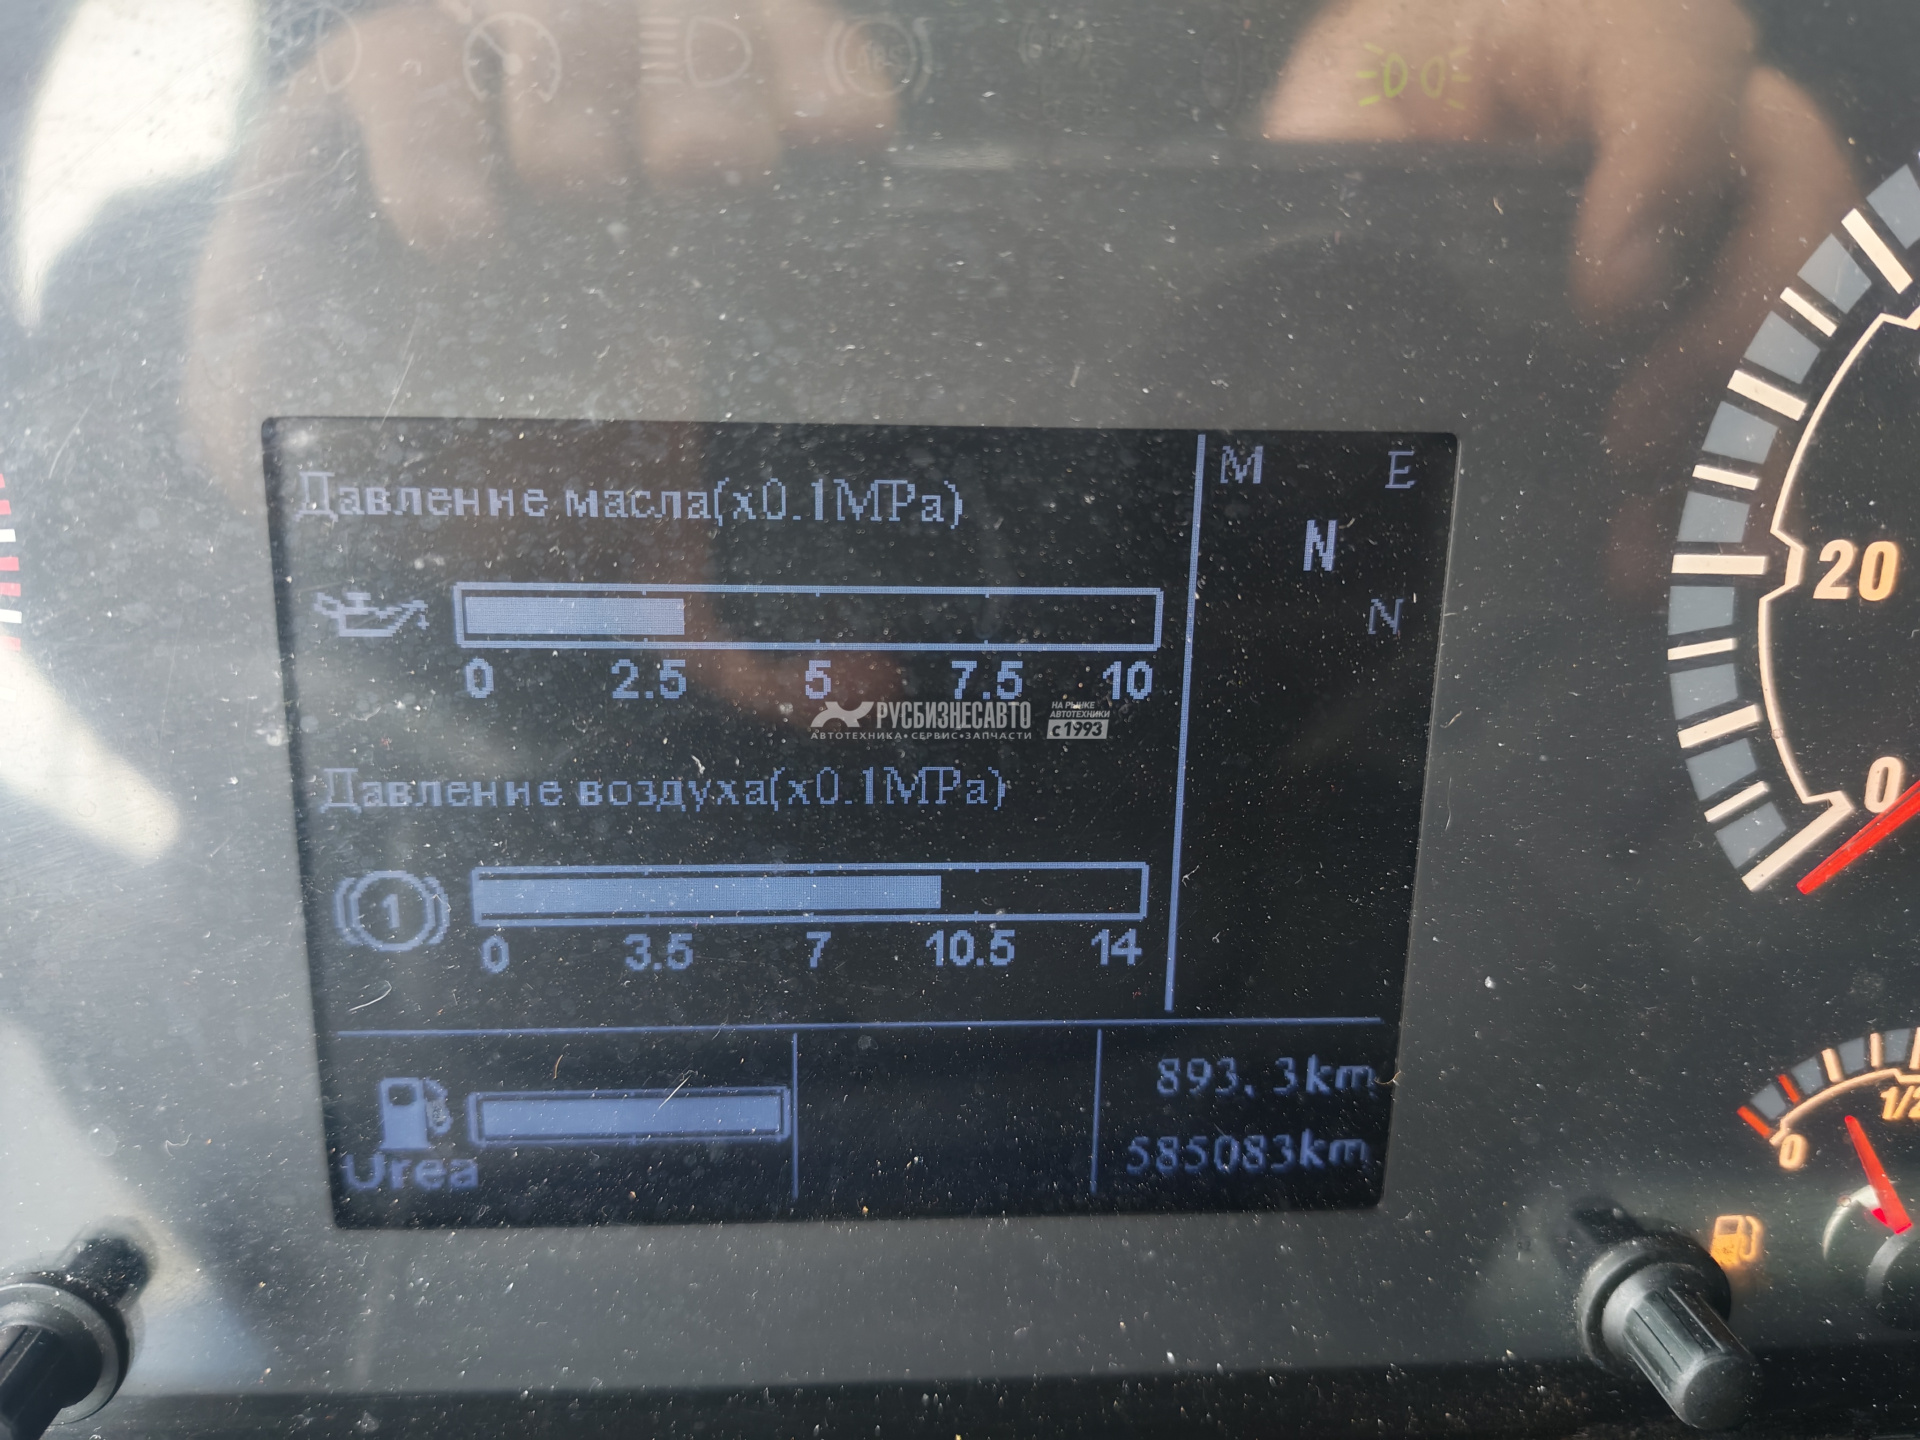 Давление масла(x0.1MPa)
M E
N
N
0 2.5 5 7.5 10
РУСБИЗНЕСАВТО
АВТОТЕХНИКА•СЕРВИС•ЗАПЧАСТИ
НА РЫНКЕ
АВТОТЕХНИКИ
с 1993
Давление воздуха(x0.1MPa)
1
0 3.5 7 10.5 14
Urea
893.3km
585083km
20
0
0 1/2